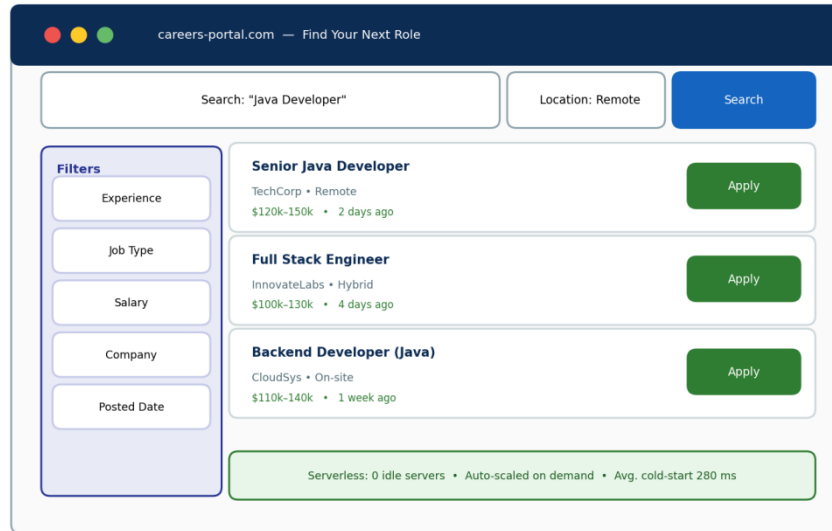 careers-portal.com — Find Your Next Role
Search: "Java Developer"
Location: Remote
Search
Filters
Experience
Job Type
Salary
Company
Posted Date
Senior Java Developer
TechCorp • Remote
$120k–150k • 2 days ago
Apply
Full Stack Engineer
InnovateLabs • Hybrid
$100k–130k • 4 days ago
Apply
Backend Developer (Java)
CloudSys • On-site
$110k–140k • 1 week ago
Apply
Serverless: 0 idle servers • Auto-scaled on demand • Avg. cold-start 280 ms